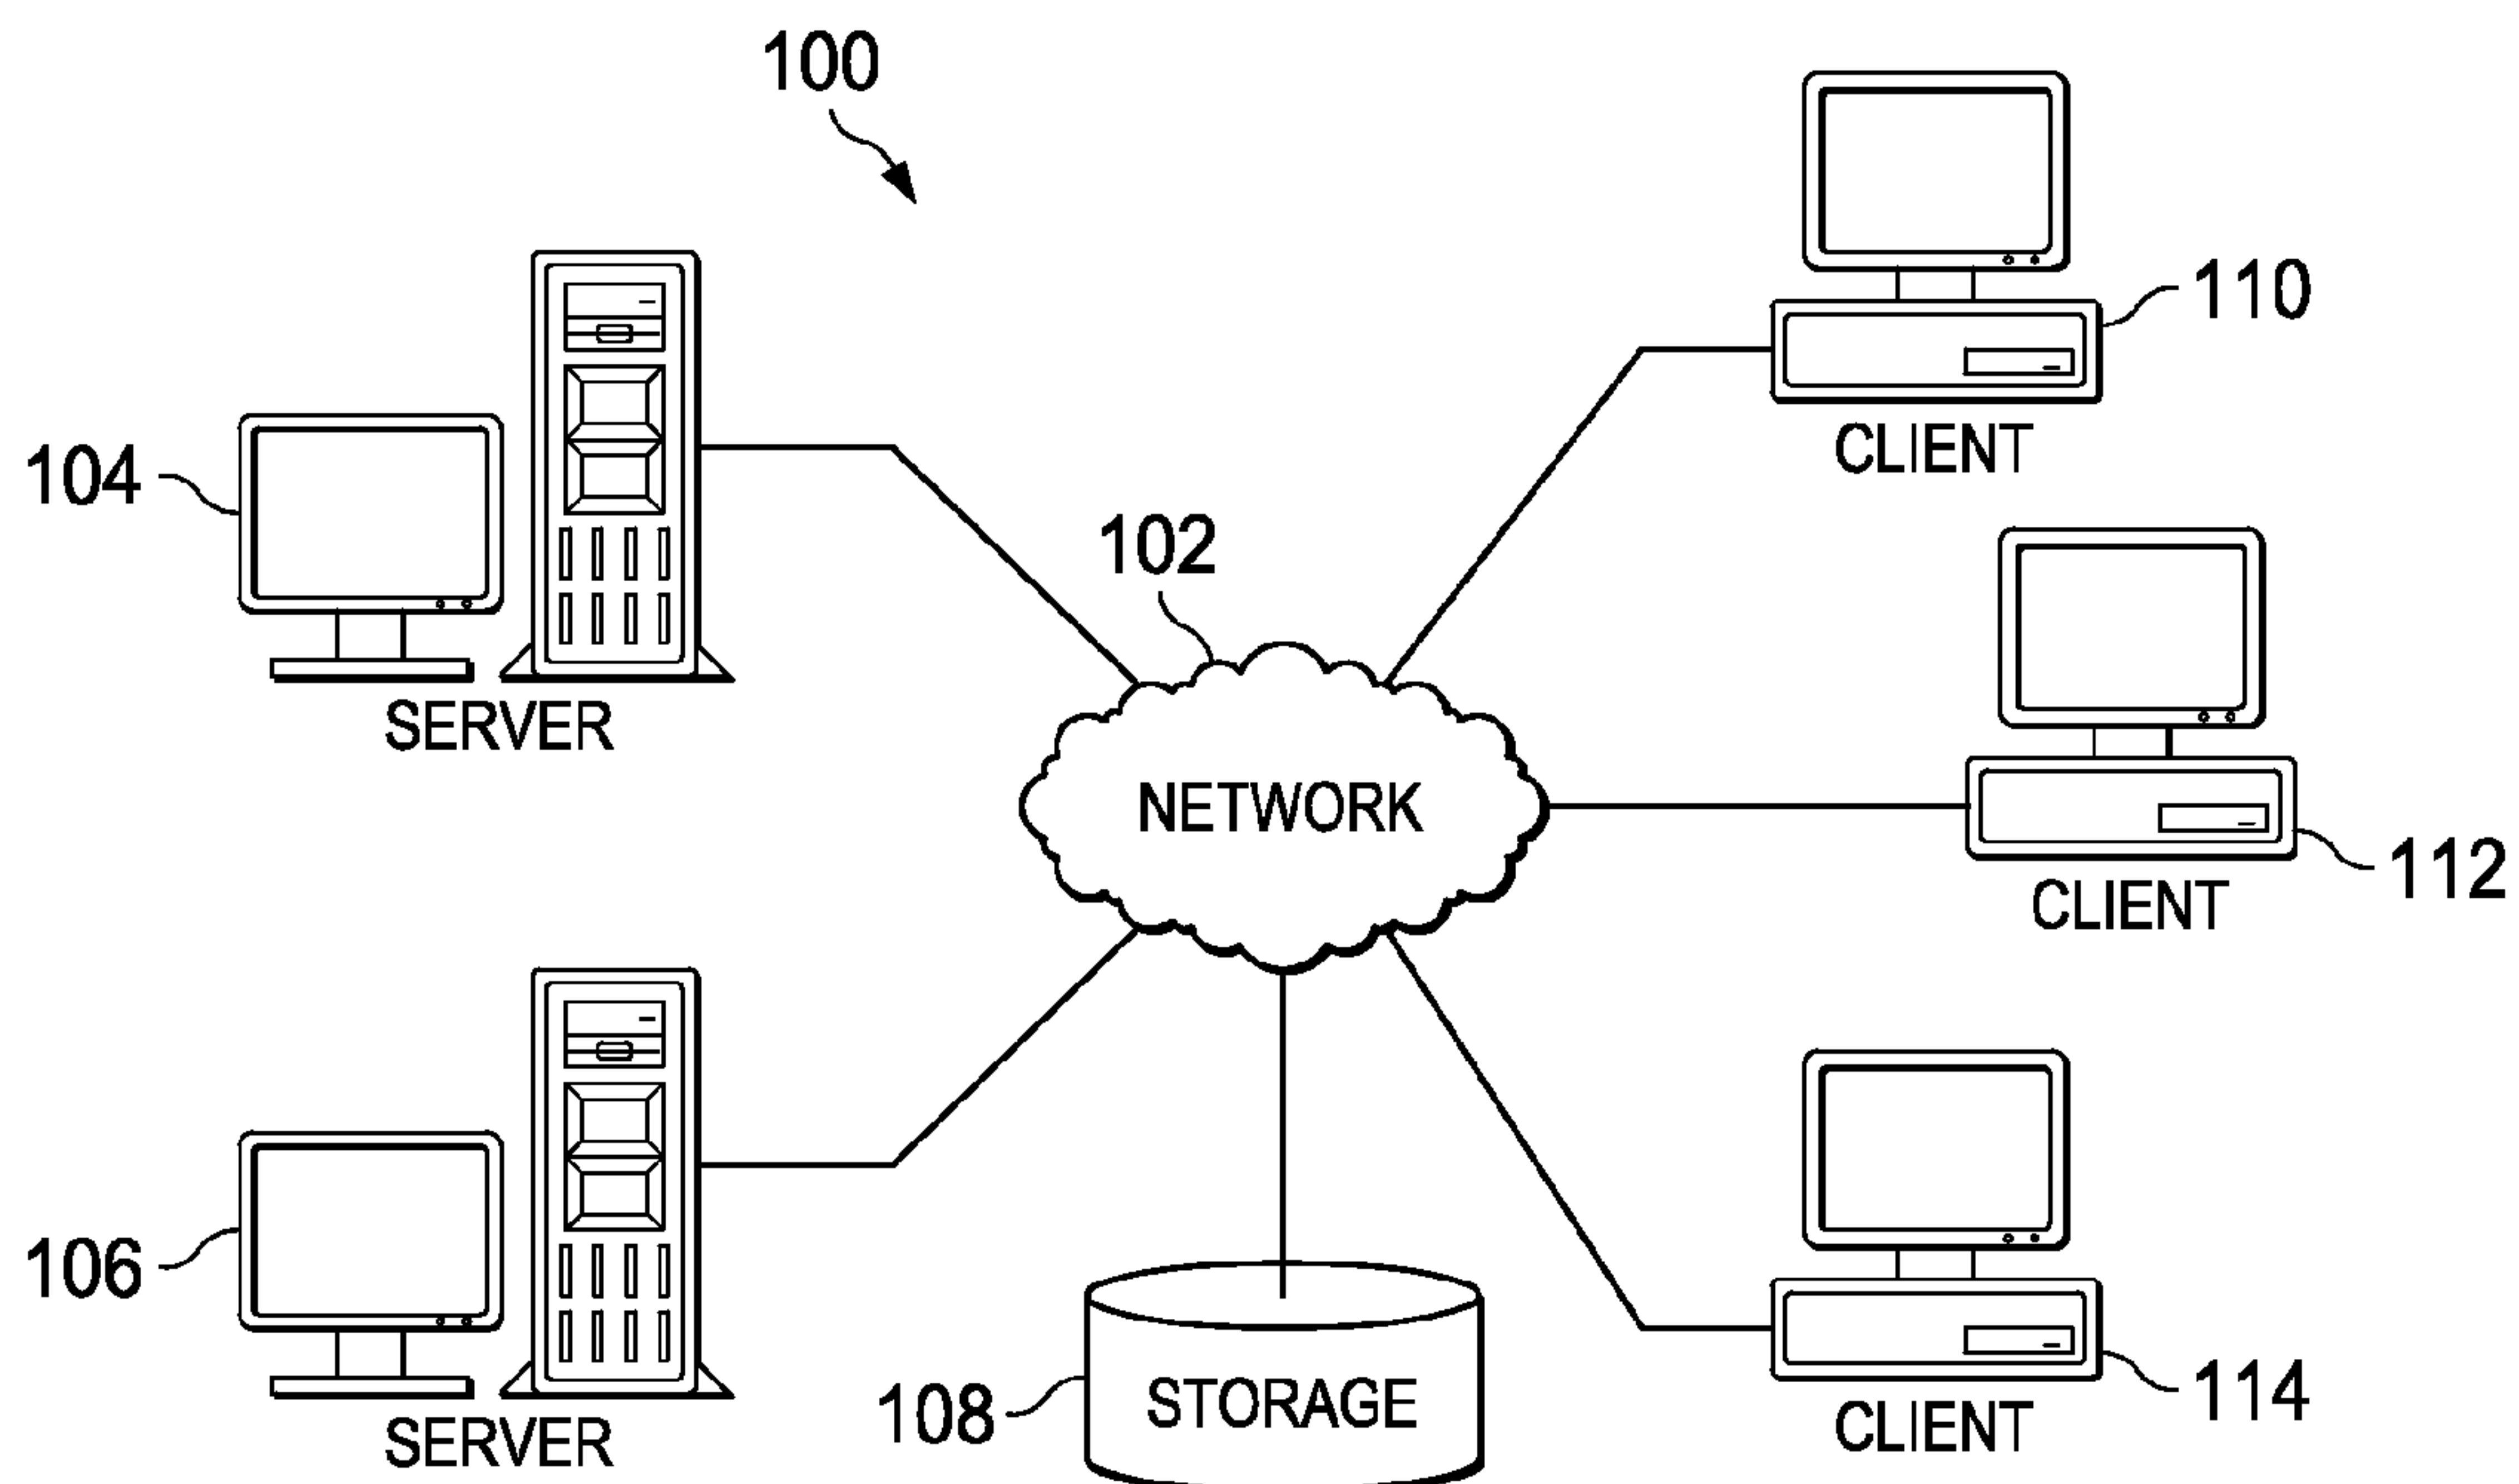 100
110
CLIENT
104
102
SERVER
NETWORK
112
CLIENT
106
108
STORAGE
114
SERVER
CLIENT